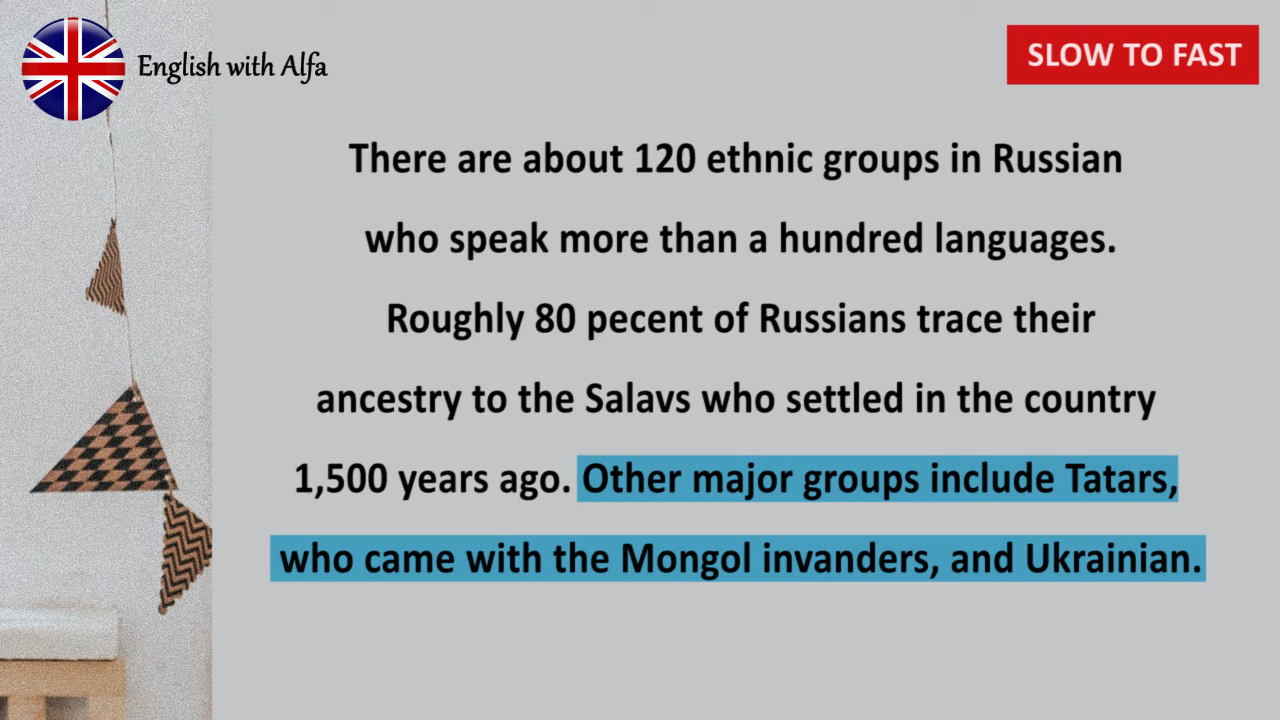 English with Alfa
SLOW TO FAST
There are about 120 ethnic groups in Russian
who speak more than a hundred languages.
Roughly 80 pecent of Russians trace their
ancestry to the Salavs who settled in the country
1,500 years ago. Other major groups include Tatars,
who came with the Mongol invanders, and Ukrainian.